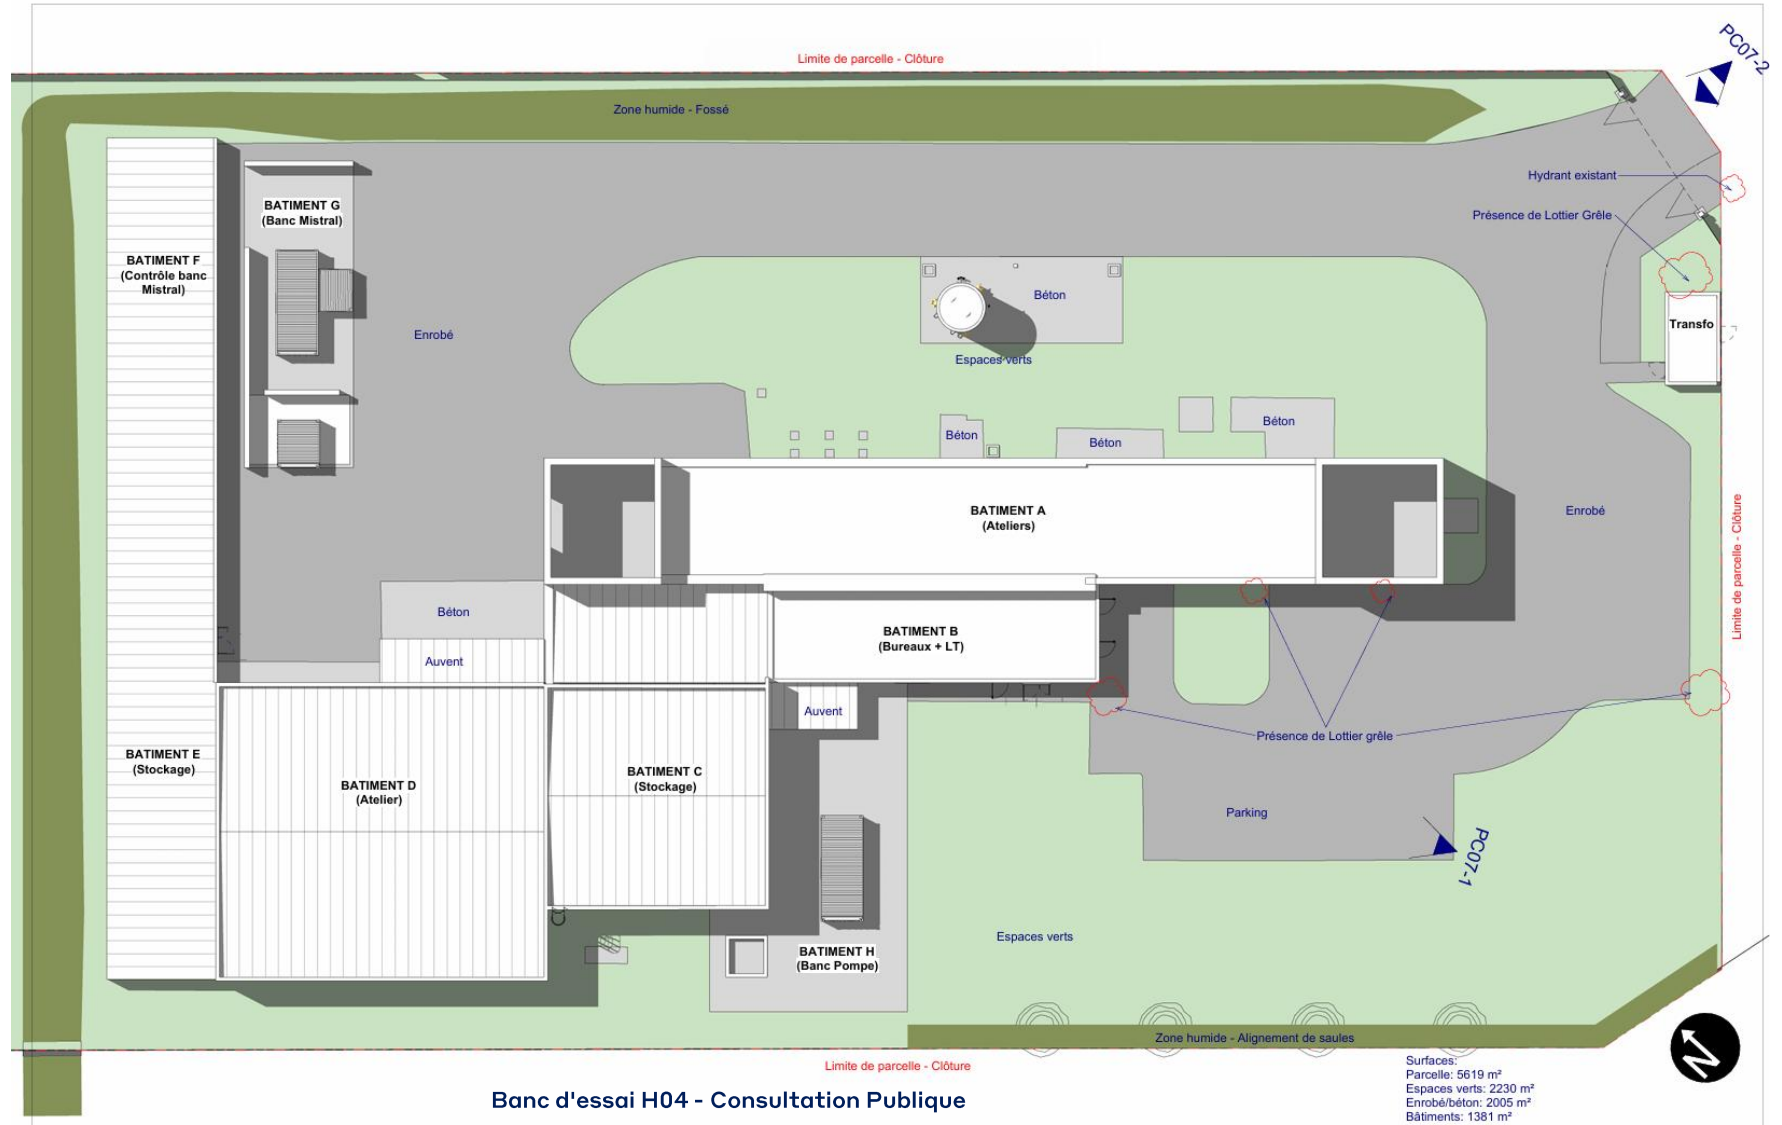 Limite de parcelle - Clôture
PC07-2
Zone humide - Fossé
Hydrant existant
Présence de Lottier Grêle
BATIMENT G
(Banc Mistral)
BATIMENT F
(Contrôle banc
Mistral)
Béton
Enrobé
Transfo
Espaces verts
Béton
Béton
Béton
BATIMENT A
(Ateliers)
Enrobé
Limite de parcelle - Clôture
Béton
BATIMENT B
(Bureaux + LT)
Auvent
Auvent
Présence de Lottier grêle
BATIMENT E
(Stockage)
BATIMENT D
(Atelier)
BATIMENT C
(Stockage)
Parking
PC07-1
Espaces verts
BATIMENT H
(Banc Pompe)
Zone humide - Alignement de saules
N
Limite de parcelle - Clôture
Surfaces:
Parcelle: 5619 m²
Espaces verts: 2230 m²
Enrobé/béton: 2005 m²
Bâtiments: 1381 m²
Banc d'essai H04 - Consultation Publique